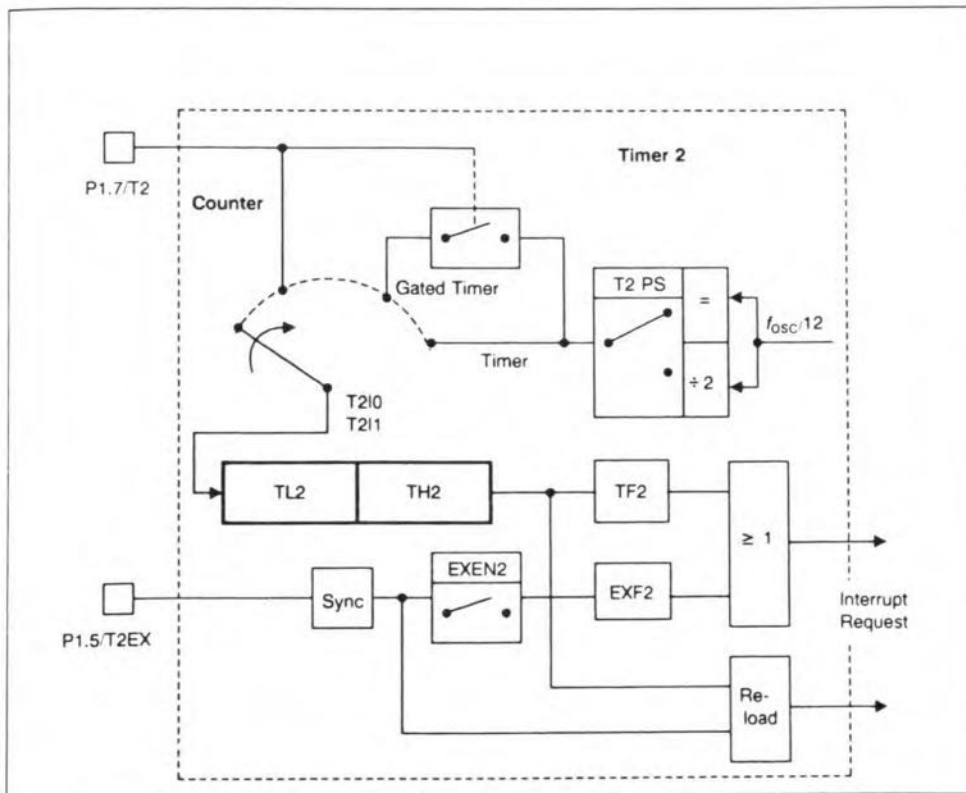 Timer 2
P1.7/T2
Counter
Gated Timer
T2 PS
=
fosc/12
Timer
÷2
T2I0
T2I1
TL2
TH2
TF2
≥ 1
EXEN2
Sync
EXF2
Interrupt
Request
P1.5/T2EX
Re-
load